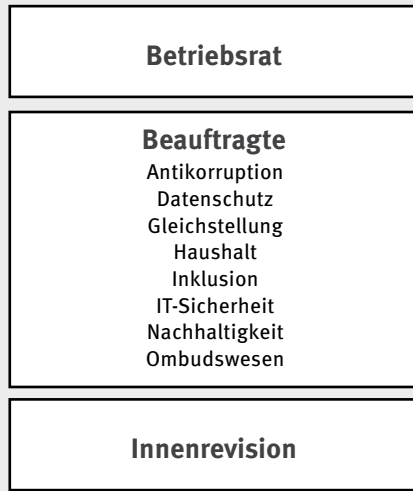 Betriebsrat
Beauftragte
Antikorruption
Datenschutz
Gleichstellung
Haushalt
Inklusion
IT-Sicherheit
Nachhaltigkeit
Ombudswesen
Innenrevision